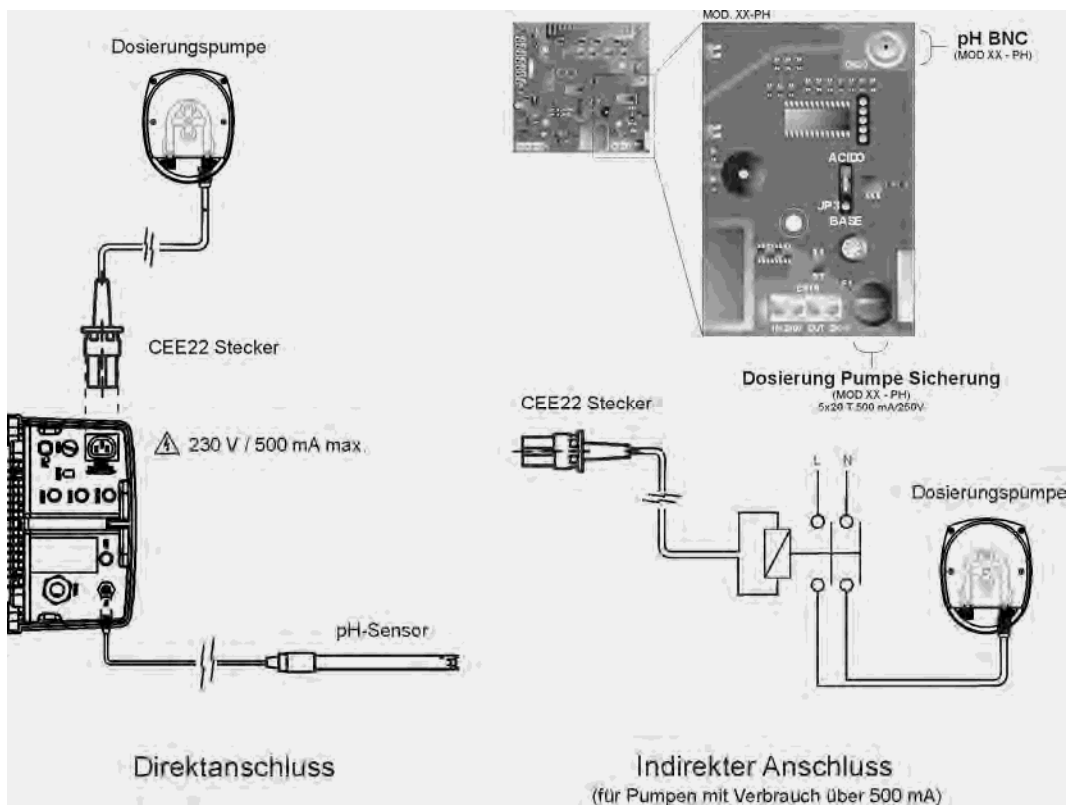 MOD. XX-PH
Dosierungspumpe
pH BNC
(MOD XX - PH)
ACIDO
JP3
BASE
F1
CEE22 Stecker
Dosierung Pumpe Sicherung
(MOD XX - PH)
5x20 T 500 mA/250V
CEE22 Stecker
230 V / 500 mA max.
L N
Dosierungspumpe
pH-Sensor
Direktanschluss
Indirekter Anschluss
(für Pumpen mit Verbrauch über 500 mA)